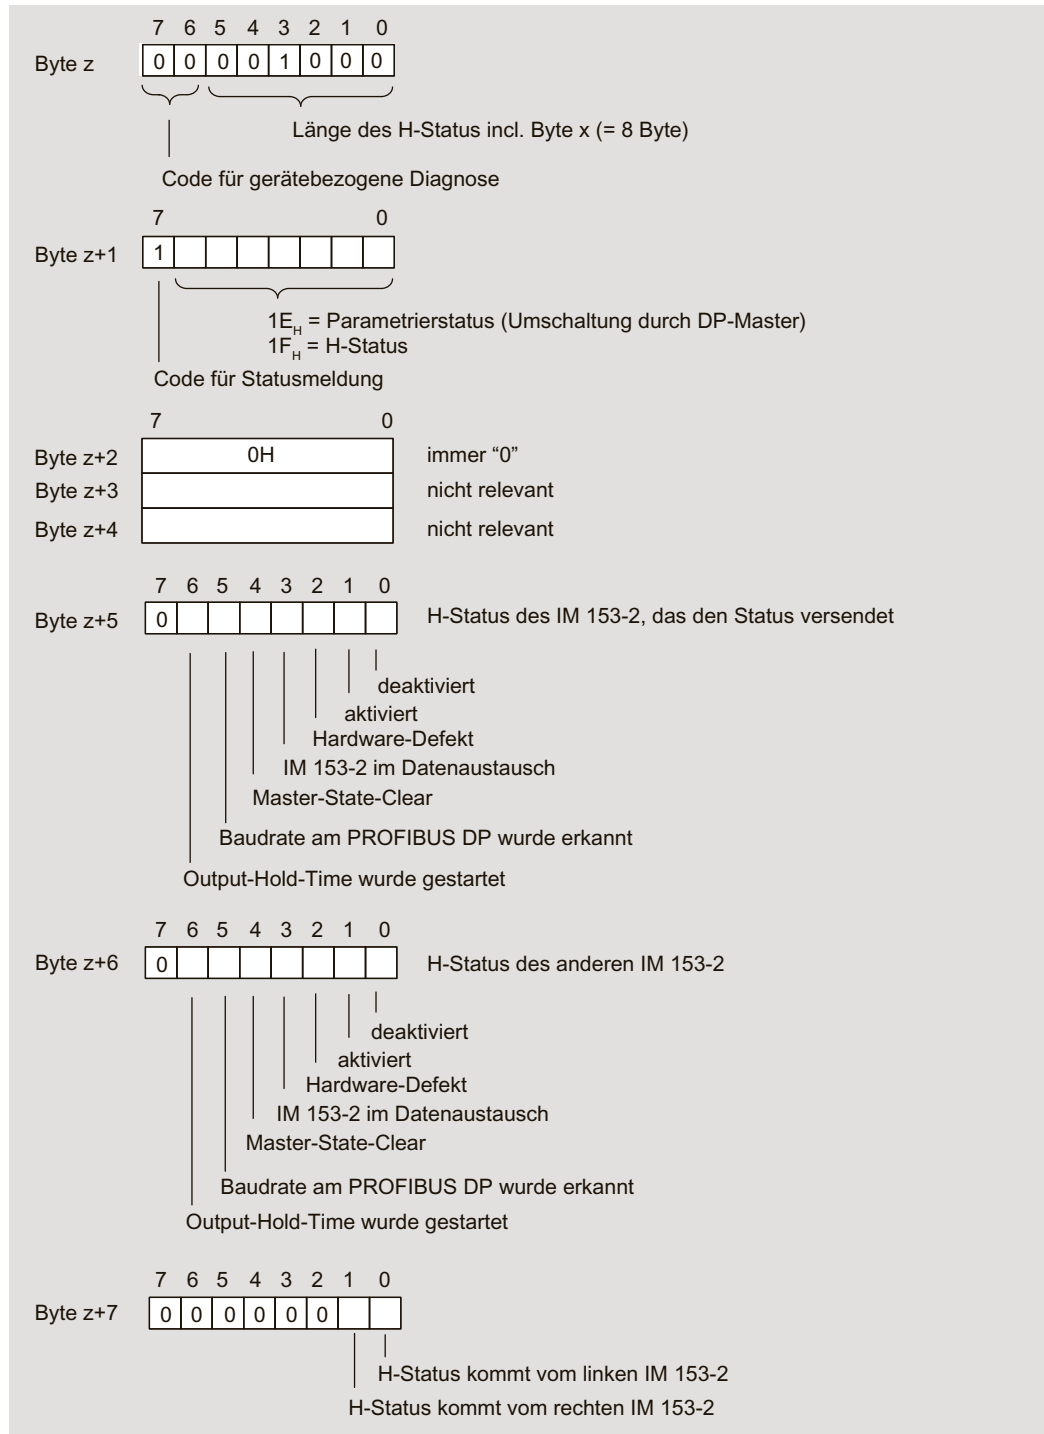 7 6 5 4 3 2 1 0
Byte z 0 0 0 0 1 0 0 0
Länge des H-Status incl. Byte x (= 8 Byte)
Code für gerätebezogene Diagnose
7 0
Byte z+1 1
1E_H = Parametrierstatus (Umschaltung durch DP-Master)
1F_H = H-Status
Code für Statusmeldung
7 0
Byte z+2 0H immer “0”
Byte z+3 nicht relevant
Byte z+4 nicht relevant
7 6 5 4 3 2 1 0
Byte z+5 0 H-Status des IM 153-2, das den Status versendet
deaktiviert
aktiviert
Hardware-Defekt
IM 153-2 im Datenaustausch
Master-State-Clear
Baudrate am PROFIBUS DP wurde erkannt
Output-Hold-Time wurde gestartet
7 6 5 4 3 2 1 0
Byte z+6 0 H-Status des anderen IM 153-2
deaktiviert
aktiviert
Hardware-Defekt
IM 153-2 im Datenaustausch
Master-State-Clear
Baudrate am PROFIBUS DP wurde erkannt
Output-Hold-Time wurde gestartet
7 6 5 4 3 2 1 0
Byte z+7 0 0 0 0 0 0
H-Status kommt vom linken IM 153-2
H-Status kommt vom rechten IM 153-2